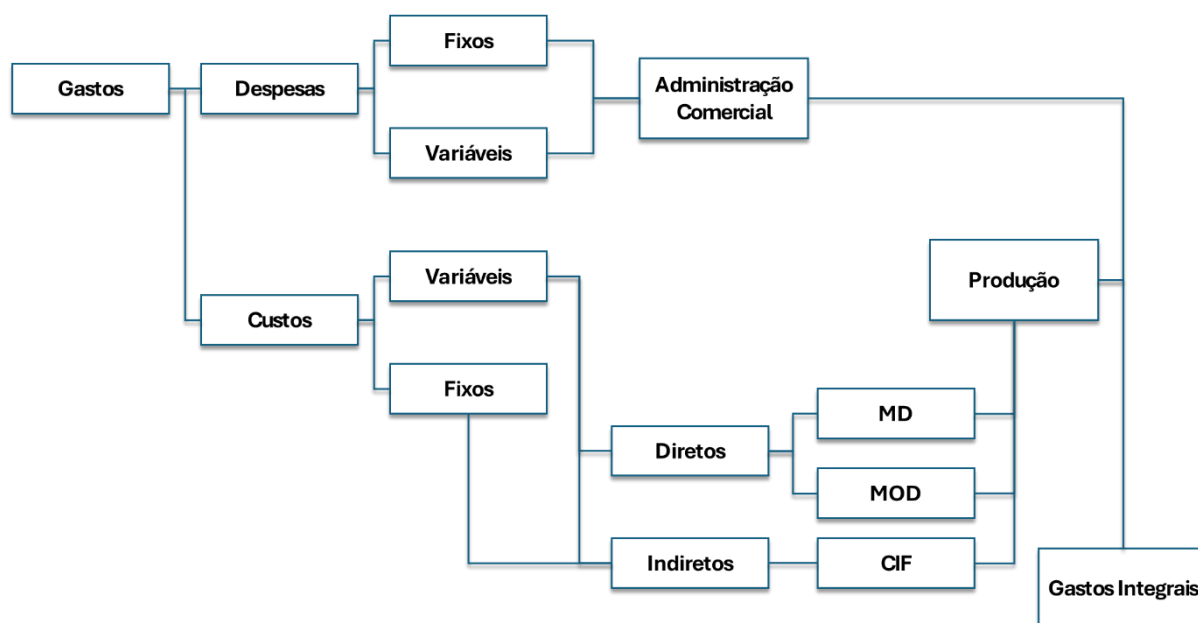 Fixos
Gastos
Despesas
Administração
Comercial
Variáveis
Variáveis
Produção
Custos
Fixos
MD
Diretos
MOD
Indiretos
CIF
Gastos Integrais